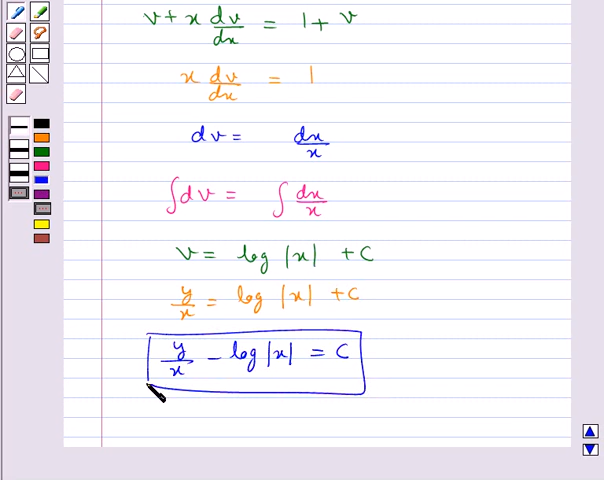 v + x dv/dx = 1 + v
x dv/dx = 1
dv = dx/x
∫dv = ∫ dx/x
v = log |x| + C
y/x = log |x| + C
y/x - log |x| = C